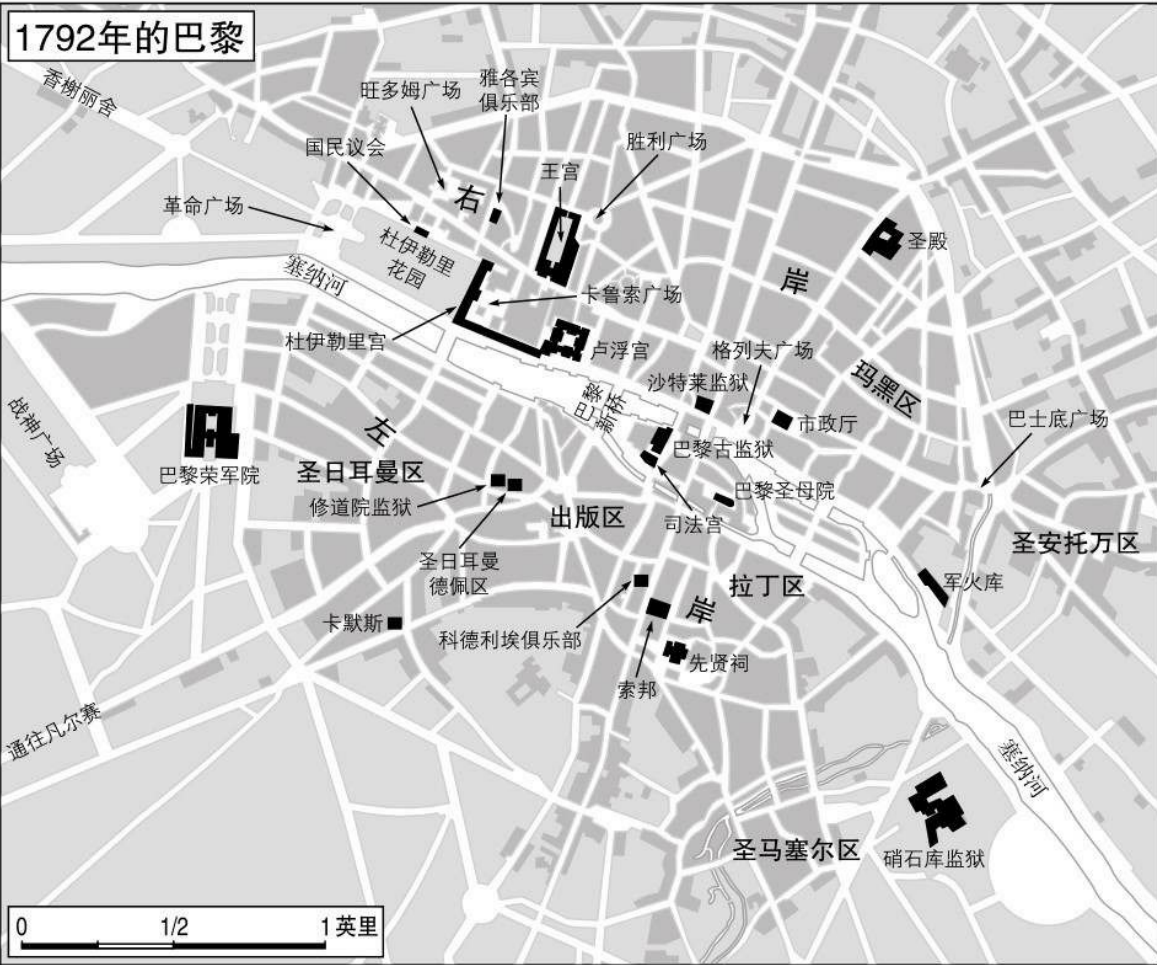 1792年的巴黎
香榭丽舍
旺多姆广场
雅各宾
俱乐部
国民议会
胜利广场
王宫
右
革命广场
杜伊勒里
花园
圣殿
塞纳河
岸
卡鲁索广场
杜伊勒里宫
卢浮宫
格列夫广场
沙特莱监狱
玛黑区
巴黎
新桥
战神广场
左
市政厅
巴士底广场
巴黎古监狱
巴黎荣军院
圣日耳曼区
修道院监狱
巴黎圣母院
出版区
司法宫
圣安托万区
圣日耳曼
德佩区
拉丁区
军火库
岸
卡默斯
科德利埃俱乐部
先贤祠
索邦
通往凡尔赛
塞纳河
圣马塞尔区
硝石库监狱
0 1/2 1 英里